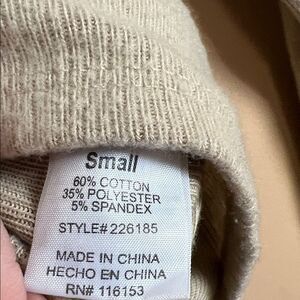 Small
60% COTTON
35% POLYESTER
5% SPANDEX
STYLE# 226185
MADE IN CHINA
HECHO EN CHINA
RN# 116153